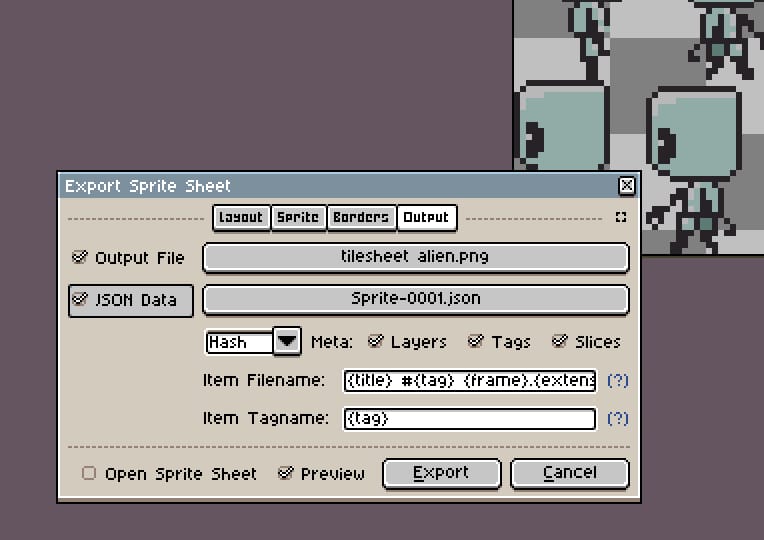 Export Sprite Sheet
Layout Sprite Borders Output
Output File tilesheet alien.png
JSON Data Sprite-0001.json
Hash Meta: Layers Tags Slices
Item Filename: {title} #{tag} {frame}.{extens (?)
Item Tagname: {tag} (?)
Open Sprite Sheet Preview Export Cancel